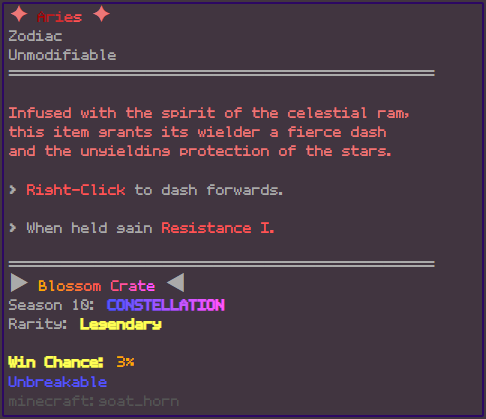 ✦ Aries ✦
Zodiac
Unmodifiable
Infused with the spirit of the celestial ram,
this item grants its wielder a fierce dash
and the unyielding protection of the stars.
> Right-Click to dash forwards.
> When held gain Resistance I.
▶ Blossom Crate ◀
Season 10: CONSTELLATION
Rarity: Legendary
Win Chance: 3%
Unbreakable
minecraft:goat_horn